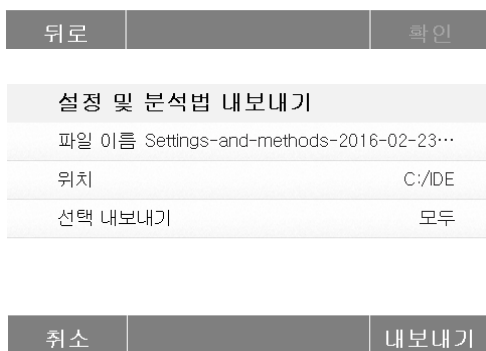 뒤로 확인
설정 및 분석법 내보내기
파일 이름 Settings-and-methods-2016-02-23…
위치 C:/IDE
선택 내보내기 모두
취소 내보내기